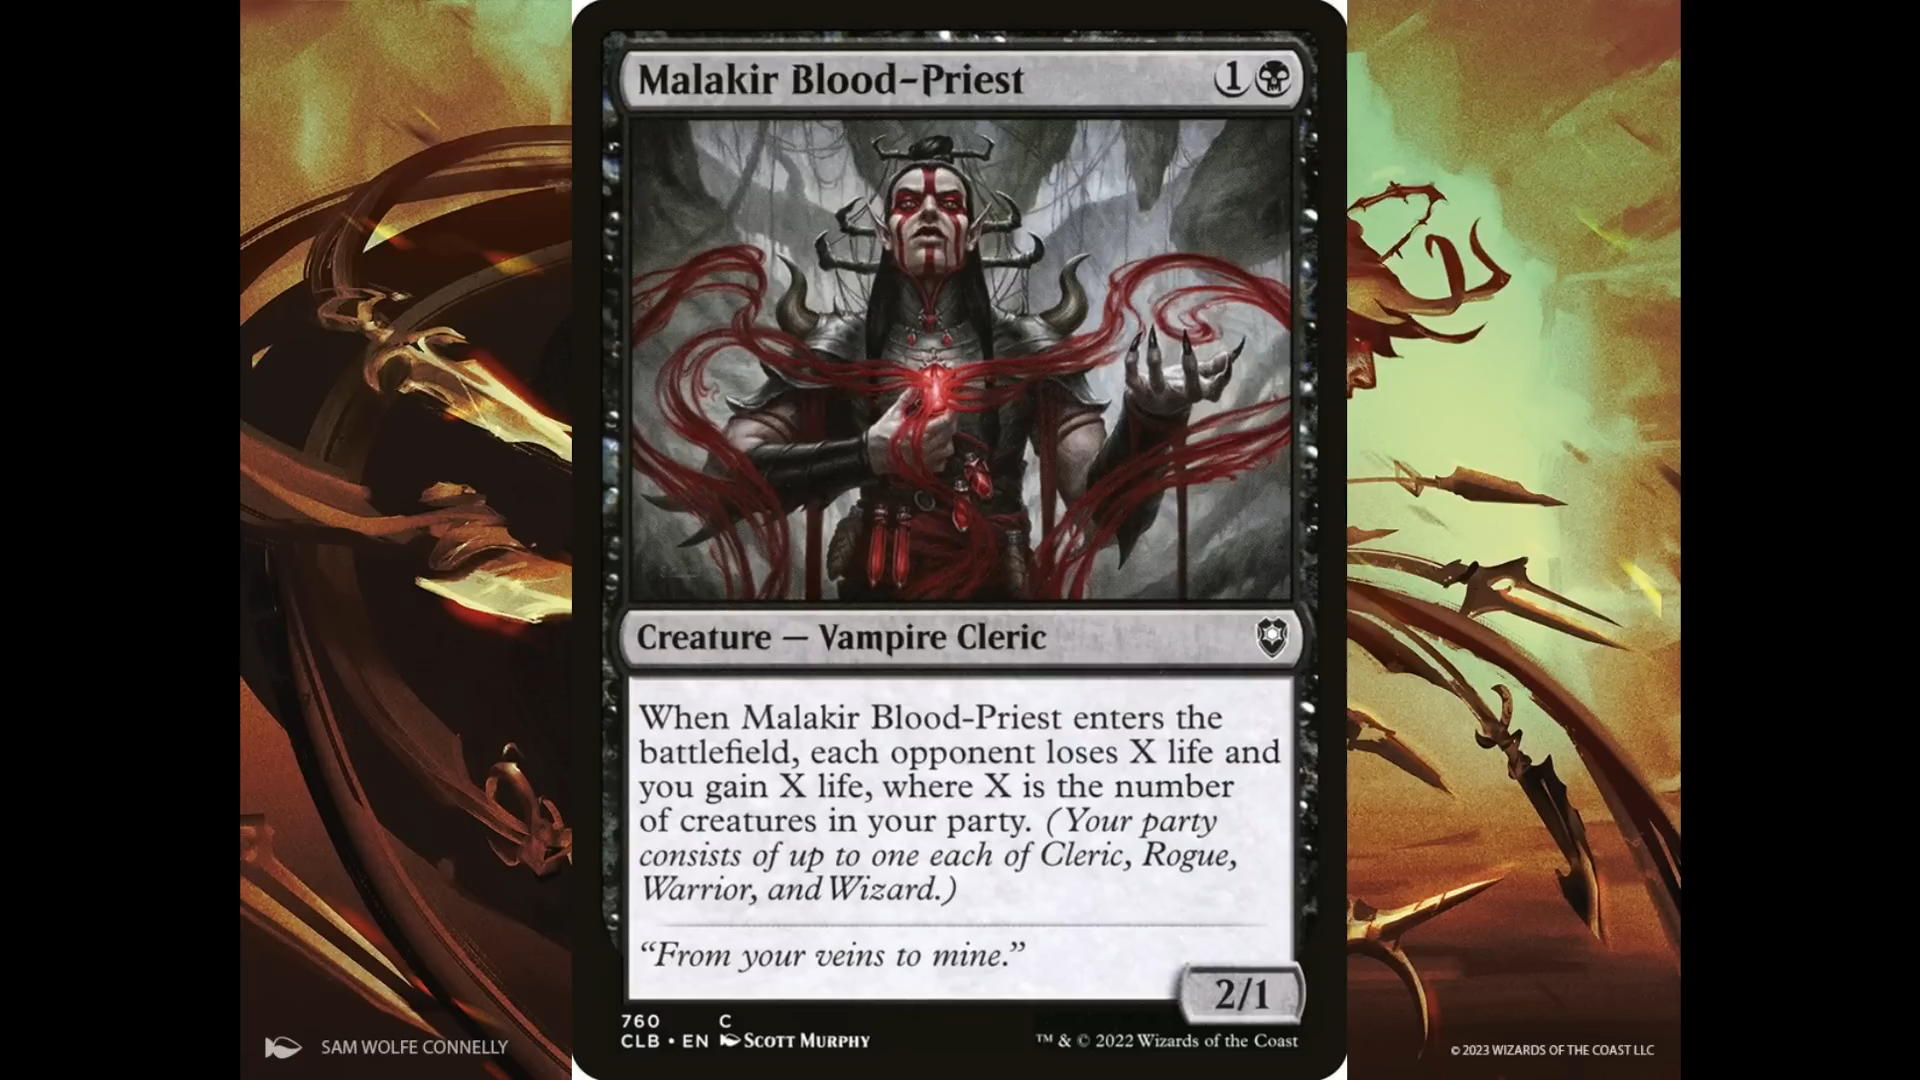 Malakir Blood-Priest 1
Creature — Vampire Cleric
When Malakir Blood-Priest enters the
battlefield, each opponent loses X life and
you gain X life, where X is the number
of creatures in your party. (Your party
consists of up to one each of Cleric, Rogue,
Warrior, and Wizard.)
“From your veins to mine.”
2/1
760 C
CLB • EN Scott Murphy
™ & © 2022 Wizards of the Coast
SAM WOLFE CONNELLY
© 2023 WIZARDS OF THE COAST LLC